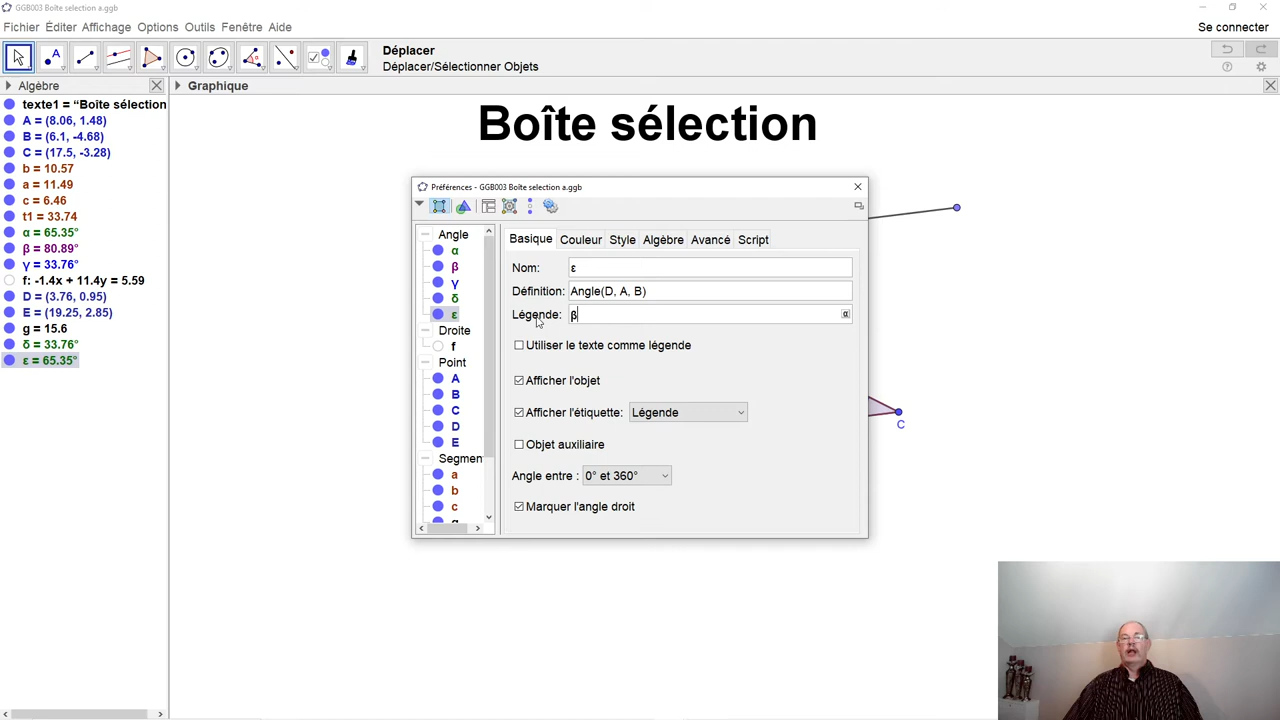 GGB003 Boîte selection a.ggb
Fichier Éditer Affichage Options Outils Fenêtre Aide
Se connecter
Déplacer
Déplacer/Sélectionner Objets
Algèbre
Graphique
texte1 = “Boîte sélection
A = (8.06, 1.48)
B = (6.1, -4.68)
C = (17.5, -3.28)
b = 10.57
a = 11.49
c = 6.46
t1 = 33.74
α = 65.35°
β = 80.89°
γ = 33.76°
f: -1.4x + 11.4y = 5.59
D = (3.76, 0.95)
E = (19.25, 2.85)
g = 15.6
δ = 33.76°
ε = 65.35°
Boîte sélection
Préférences - GGB003 Boîte selection a.ggb
Angle
α
β
γ
δ
ε
Droite
f
Point
A
B
C
D
E
Segmen
a
b
c
Basique Couleur Style Algèbre Avancé Script
Nom: ε
Définition: Angle(D, A, B)
Légende: β α
Utiliser le texte comme légende
Afficher l'objet
Afficher l'étiquette: Légende
Objet auxiliaire
Angle entre : 0° et 360°
Marquer l'angle droit
C